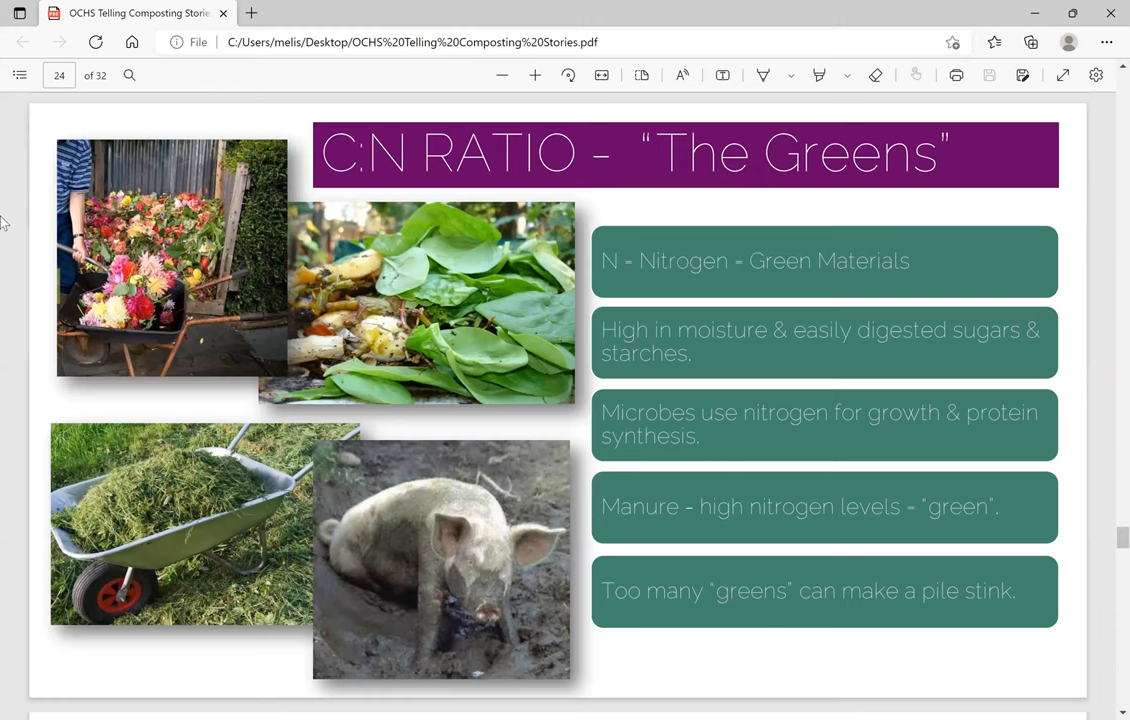 OCHS Telling Composting Storie
File
C:/Users/melis/Desktop/OCHS%20Telling%20Composting%20Stories.pdf
24
of 32
C:N RATIO - “The Greens”
N = Nitrogen = Green Materials
High in moisture & easily digested sugars &
starches.
Microbes use nitrogen for growth & protein
synthesis.
Manure - high nitrogen levels = “green”.
Too many “greens” can make a pile stink.